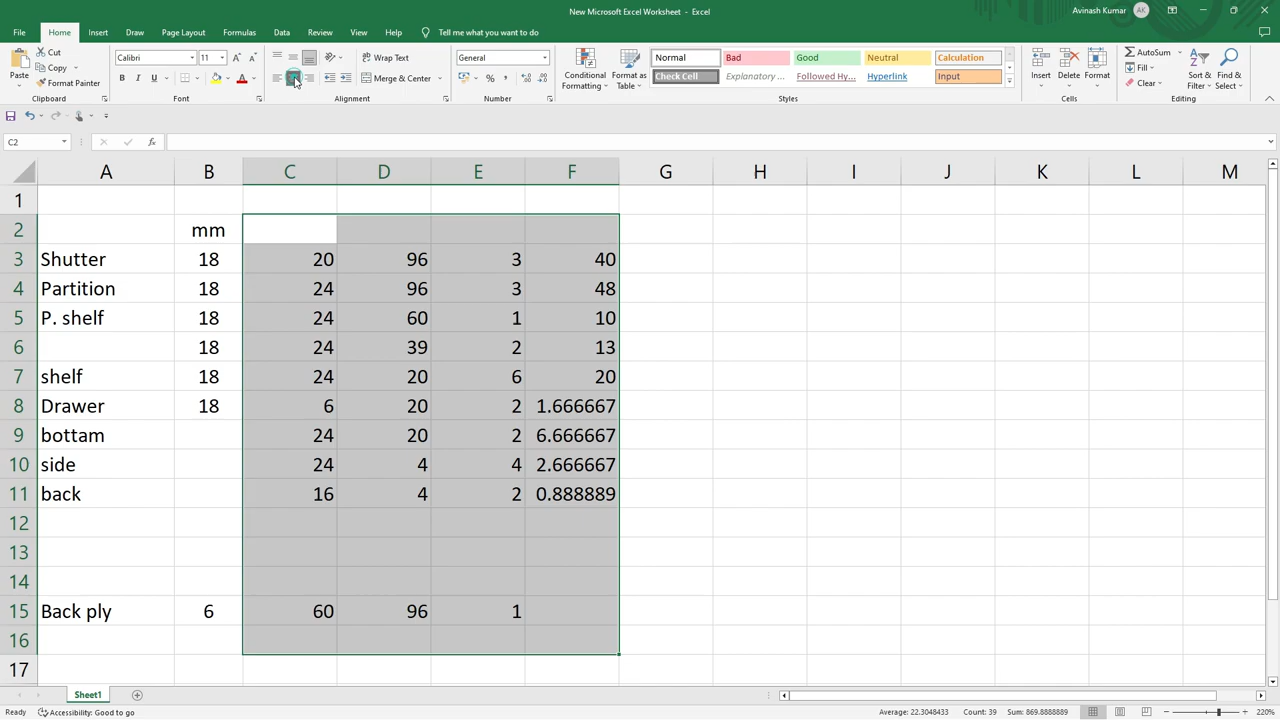 New Microsoft Excel Worksheet - Excel
Avinash Kumar AK
File Home Insert Draw Page Layout Formulas Data Review View Help Tell me what you want to do
Paste Cut Copy Format Painter Clipboard
Calibri 11 B I U A A A Font
Wrap Text Merge & Center Alignment
General % Number
Conditional Formatting Format as Table
Normal Bad Good Neutral Calculation
Check Cell Explanatory ... Followed Hy... Hyperlink Input
Styles
Insert Delete Format Cells
AutoSum Fill Clear Sort & Filter Find & Select Editing
C2 fx
A B C D E F G H I J K L M
1
2 mm
3 Shutter 18 20 96 3 40
4 Partition 18 24 96 3 48
5 P. shelf 18 24 60 1 10
6 18 24 39 2 13
7 shelf 18 24 20 6 20
8 Drawer 18 6 20 2 1.666667
9 bottam 24 20 2 6.666667
10 side 24 4 4 2.666667
11 back 16 4 2 0.888889
12
13
14
15 Back ply 6 60 96 1
16
17
Sheet1
Ready Accessibility: Good to go Average: 22.3048433 Count: 39 Sum: 869.8888889 220%